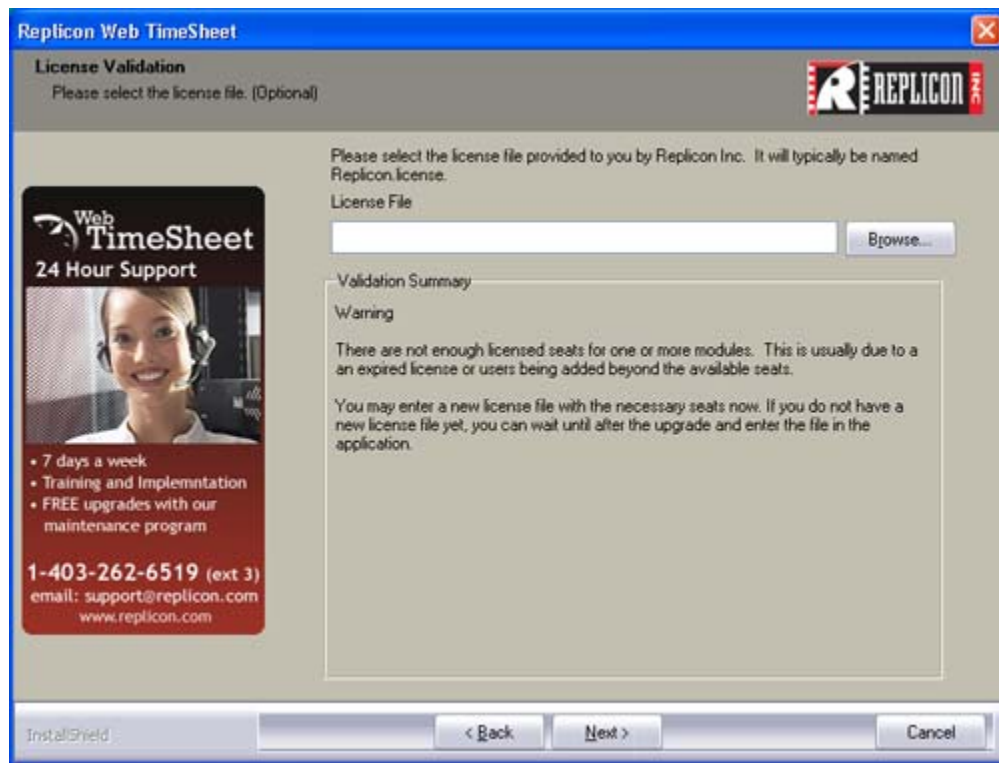 Replicon Web TimeSheet
License Validation
Please select the license file. (Optional)
REPLICON INC
Please select the license file provided to you by Replicon Inc. It will typically be named
Replicon.license.
License File
Browse...
Web
TimeSheet
24 Hour Support
• 7 days a week
• Training and Implemntation
• FREE upgrades with our
maintenance program
1-403-262-6519 (ext 3)
email: support@replicon.com
www.replicon.com
Validation Summary
Warning
There are not enough licensed seats for one or more modules. This is usually due to a
an expired license or users being added beyond the available seats.
You may enter a new license file with the necessary seats now. If you do not have a
new license file yet, you can wait until after the upgrade and enter the file in the
application.
InstallShield
< Back
Next >
Cancel